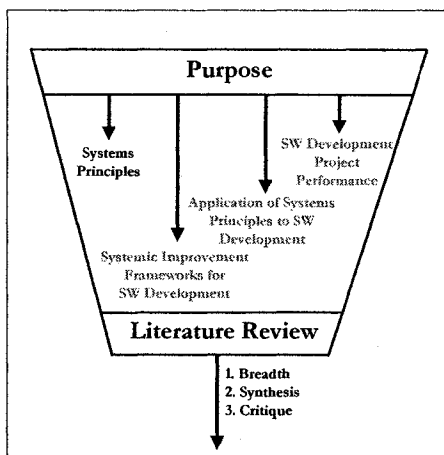 Purpose
Systems
Principles
SW Development
Project
Performance
Application of Systems
Principles to SW
Development
Systemic Improvement
Frameworks for
SW Development
Literature Review
1. Breadth
2. Synthesis
3. Critique